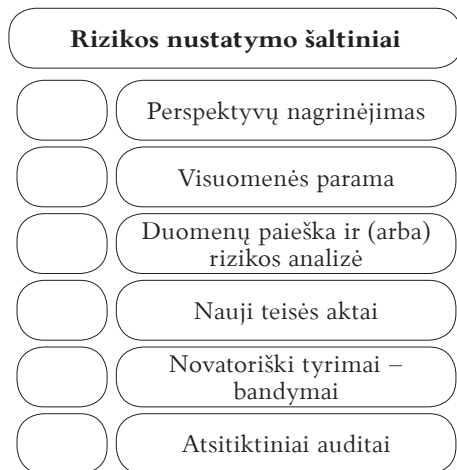 Rizikos nustatymo šaltiniai
Perspektyvų nagrinėjimas
Visuomenės parama
Duomenų paieška ir (arba)
rizikos analizė
Nauji teisės aktai
Novatoriški tyrimai –
bandymai
Atsitiktiniai auditai